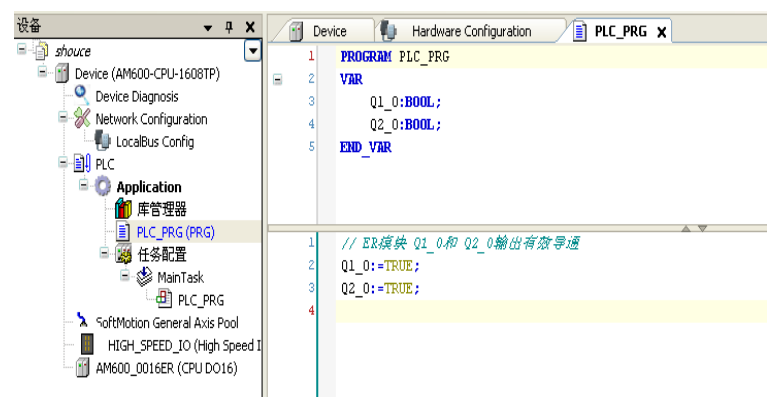 设备
shouce
Device (AM600-CPU-1608TP)
Device Diagnosis
Network Configuration
LocalBus Config
PLC
Application
库管理器
PLC_PRG (PRG)
任务配置
MainTask
PLC_PRG
SoftMotion General Axis Pool
HIGH_SPEED_IO (High Speed I
AM600_0016ER (CPU DO16)
Device
Hardware Configuration
PLC_PRG
1 PROGRAM PLC_PRG
2 VAR
3 Q1_0:BOOL;
4 Q2_0:BOOL;
5 END_VAR
1 // ER模块 Q1_0和 Q2_0输出有效导通
2 Q1_0:=TRUE;
3 Q2_0:=TRUE;
4